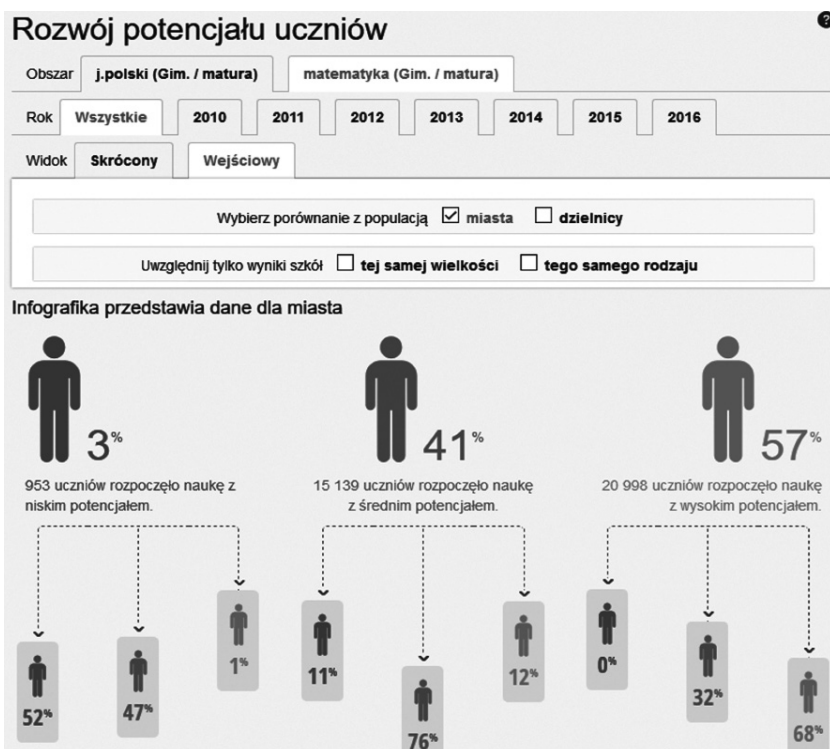 Rozwój potencjału uczniów
?
Obszar j.polski (Gim. / matura) matematyka (Gim. / matura)
Rok Wszystkie 2010 2011 2012 2013 2014 2015 2016
Widok Skrócony Wejściowy
Wybierz porównanie z populacją miasta dzielnicy
Uwzględnij tylko wyniki szkół tej samej wielkości tego samego rodzaju
Infografika przedstawia dane dla miasta
3%
953 uczniów rozpoczęło naukę z
niskim potencjałem.
41%
15 139 uczniów rozpoczęło naukę
z średnim potencjałem.
57%
20 998 uczniów rozpoczęło naukę
z wysokim potencjałem.
52% 47% 1%
11% 76% 12%
0% 32% 68%